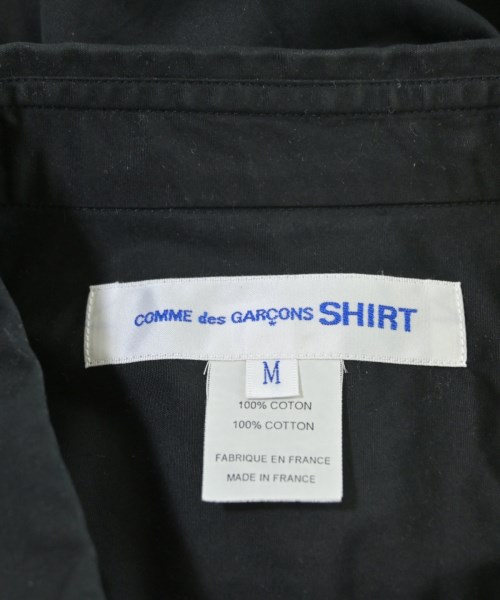 COMME des GARÇONS SHIRT
M
100% COTON
100% COTTON
FABRIQUE EN FRANCE
MADE IN FRANCE